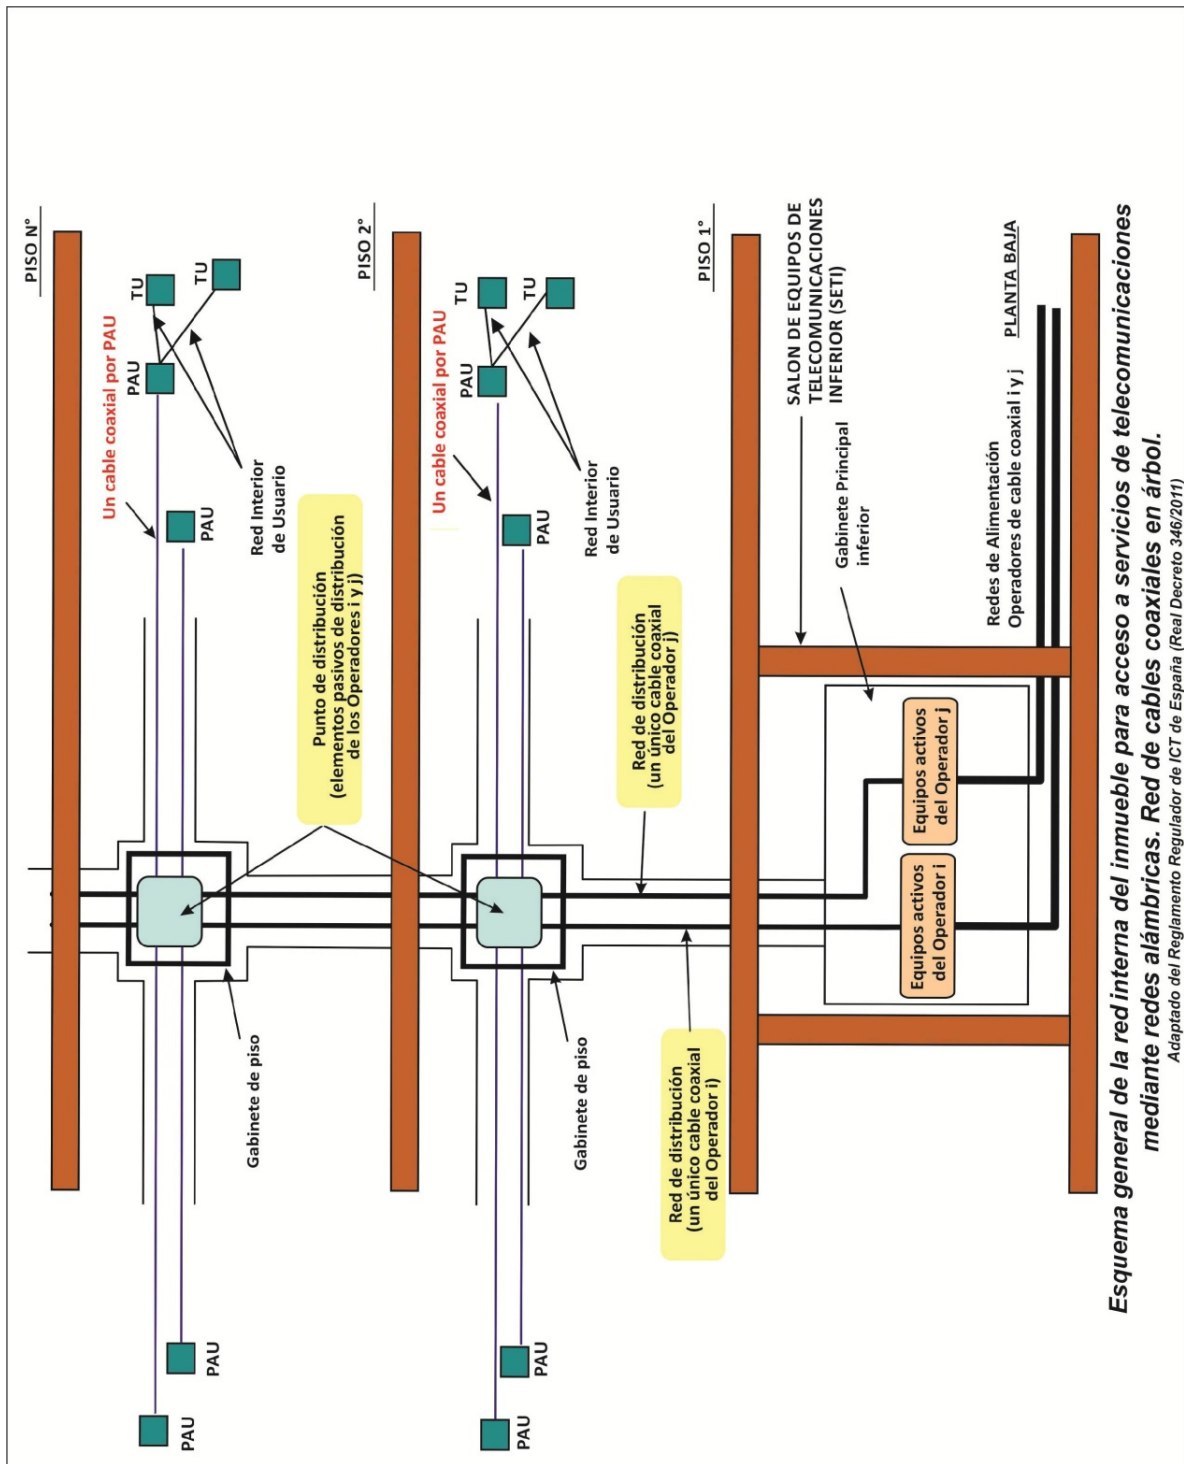 PISO N°
Un cable coaxial por PAU
PAU
PAU
PAU
PAU
TU
TU
Red Interior
de Usuario
Gabinete de piso
Punto de distribución
(elementos pasivos de distribución
de los Operadores i y j)
PISO 2°
Un cable coaxial por PAU
PAU
PAU
PAU
PAU
TU
TU
Red Interior
de Usuario
Gabinete de piso
Red de distribución
(un único cable coaxial
del Operador i)
Red de distribución
(un único cable coaxial
del Operador j)
PISO 1°
SALON DE EQUIPOS DE
TELECOMUNICACIONES
INFERIOR (SETI)
Gabinete Principal
inferior
Equipos activos
del Operador i
Equipos activos
del Operador j
Redes de Alimentación
Operadores de cable coaxial i y j
PLANTA BAJA
Esquema general de la red interna del inmueble para acceso a servicios de telecomunicaciones
mediante redes alámbricas. Red de cables coaxiales en árbol.
Adaptado del Reglamento Regulador de ICT de España (Real Decreto 346/2011)